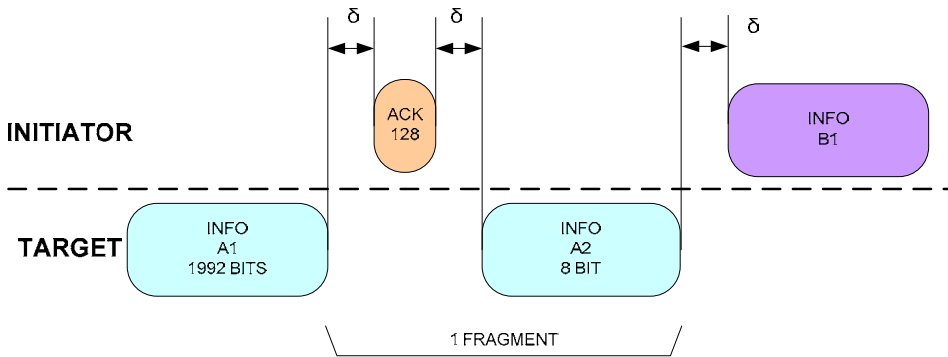 δ
δ
δ
INITIATOR
ACK
128
INFO
B1
TARGET
INFO
A1
1992 BITS
INFO
A2
8 BIT
1 FRAGMENT